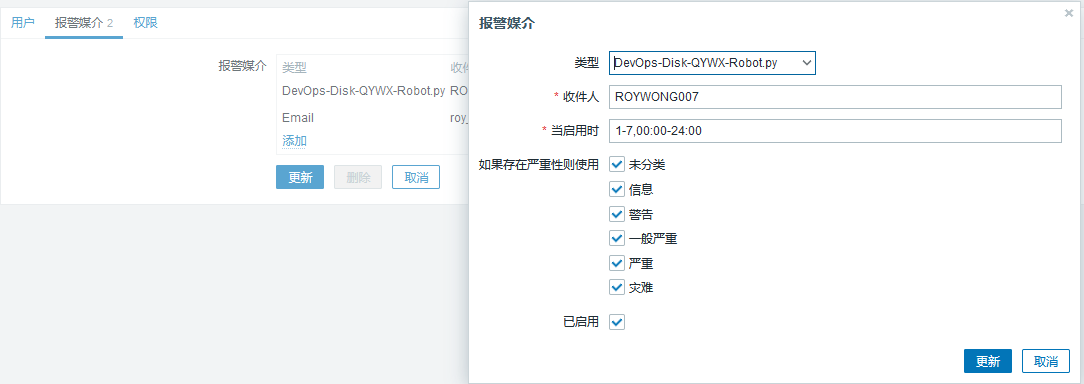 用户 报警媒介 2 权限
报警媒介 类型 收件
DevOps-Disk-QYWX-Robot.py RO
Email roy_
添加
更新 删除 取消
报警媒介
类型 DevOps-Disk-QYWX-Robot.py
* 收件人 ROYWONG007
* 当启用时 1-7,00:00-24:00
如果存在严重性则使用 未分类
信息
警告
一般严重
严重
灾难
已启用
更新 取消